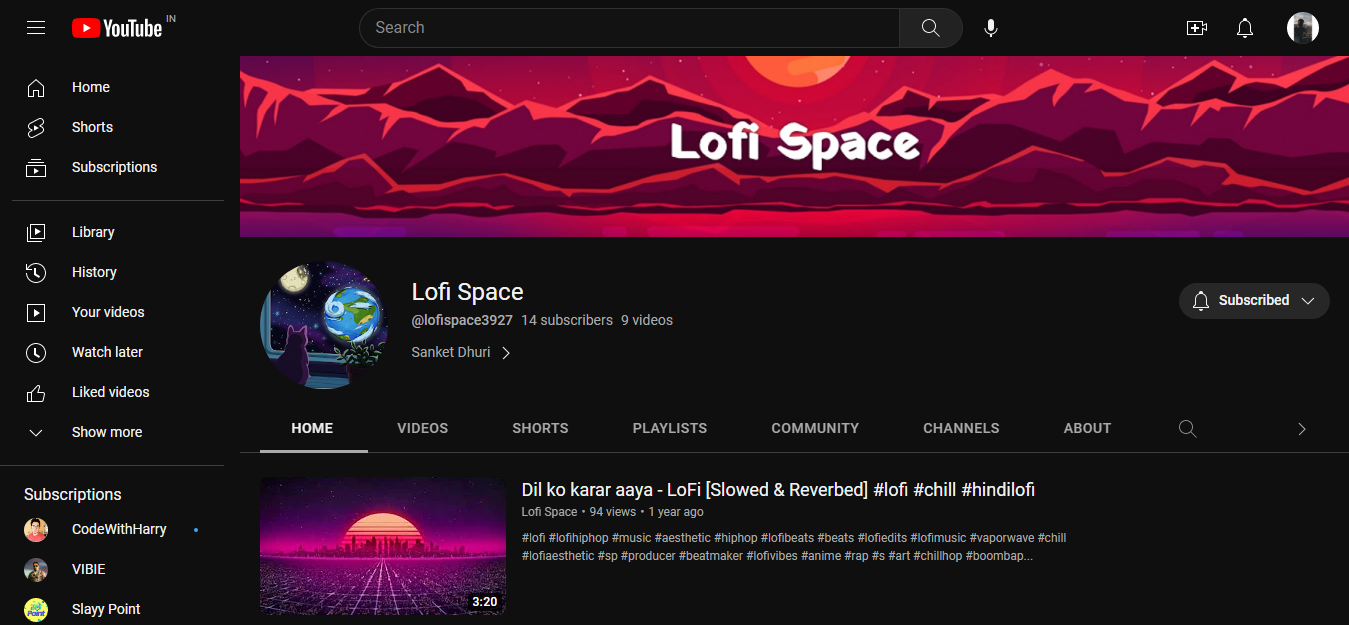 YouTube IN
Search
Home
Shorts
Subscriptions
Library
History
Your videos
Watch later
Liked videos
Show more
Subscriptions
CodeWithHarry
VIBIE
Slayy Point
Lofi Space
Lofi Space
@lofispace3927 14 subscribers 9 videos
Sanket Dhuri
Subscribed
HOME VIDEOS SHORTS PLAYLISTS COMMUNITY CHANNELS ABOUT
3:20
Dil ko karar aaya - LoFi [Slowed & Reverbed] #lofi #chill #hindilofi
Lofi Space • 94 views • 1 year ago
#lofi #lofihiphop #music #aesthetic #hiphop #lofibeats #beats #lofiedits #lofimusic #vaporwave #chill
#lofiaesthetic #sp #producer #beatmaker #lofivibes #anime #rap #s #art #chillhop #boombap...